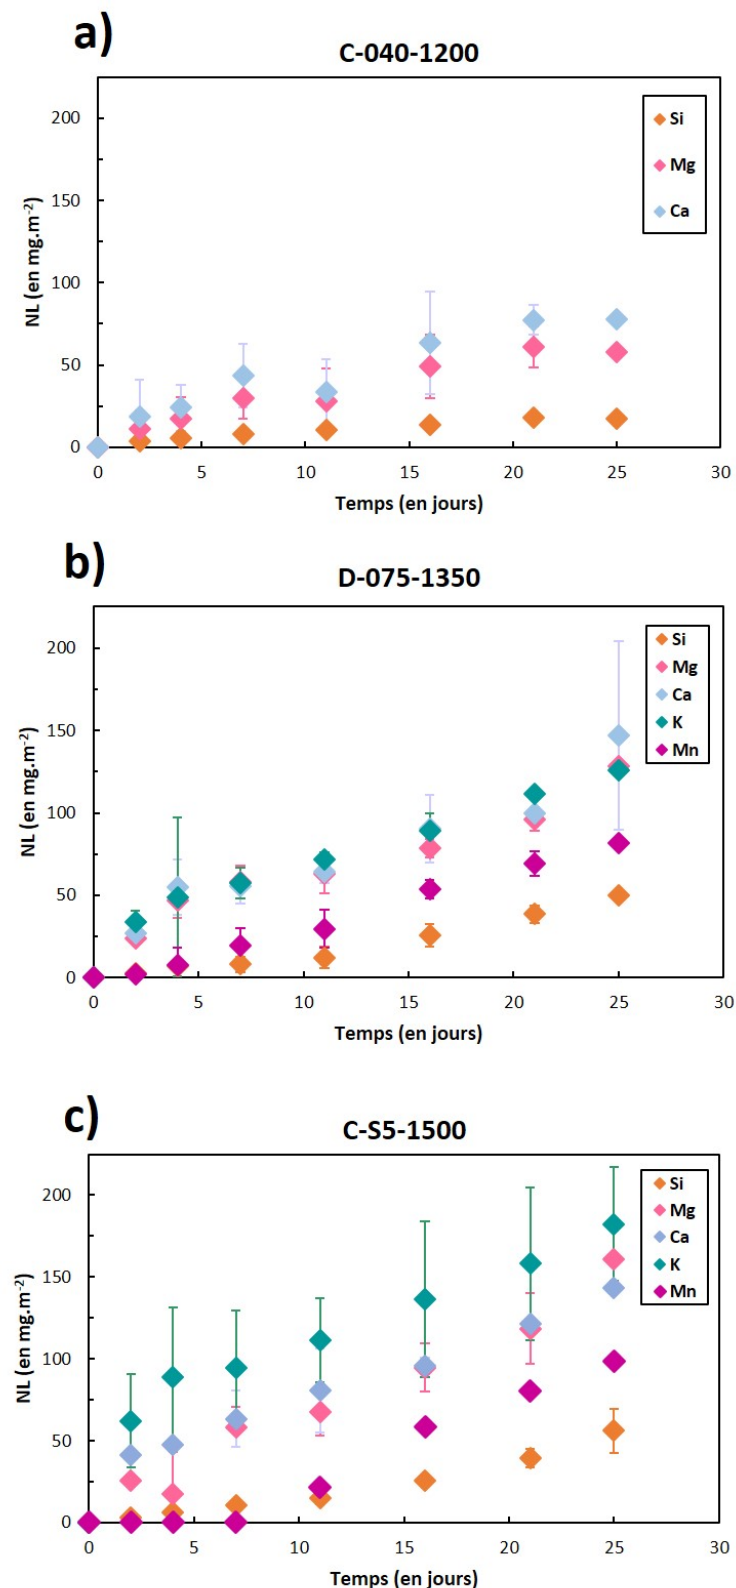 a)
C-040-1200
NL (en mg.m-2)
200
150
100
50
0
0 5 10 15 20 25 30
Temps (en jours)
Si
Mg
Ca
b)
D-075-1350
NL (en mg.m-2)
200
150
100
50
0
0 5 10 15 20 25 30
Temps (en jours)
Si
Mg
Ca
K
Mn
c)
C-S5-1500
NL (en mg.m-2)
200
150
100
50
0
0 5 10 15 20 25 30
Temps (en jours)
Si
Mg
Ca
K
Mn